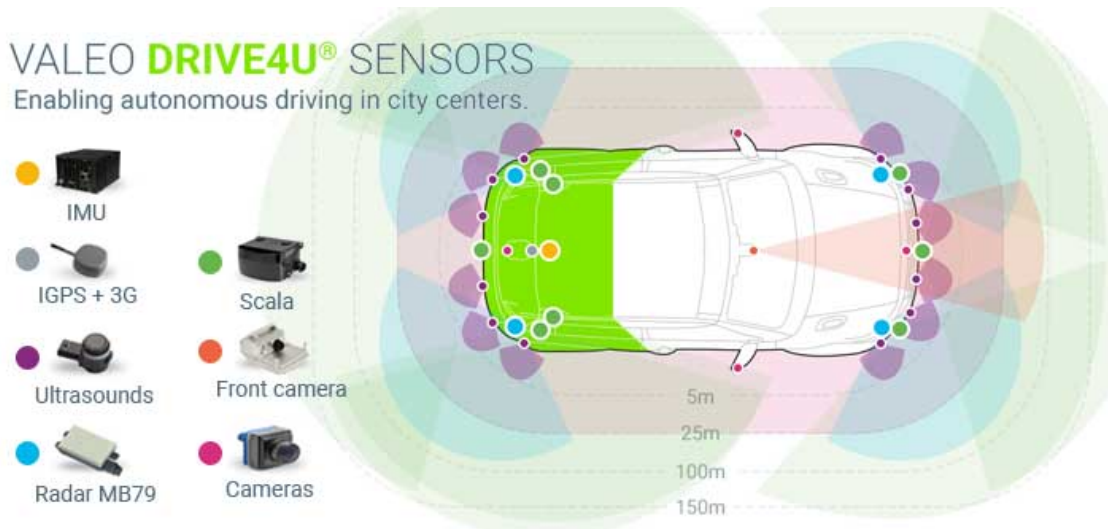 VALEO DRIVE4U® SENSORS
Enabling autonomous driving in city centers.
IMU
IGPS + 3G
Scala
Ultrasounds
Front camera
Radar MB79
Cameras
5m
25m
100m
150m